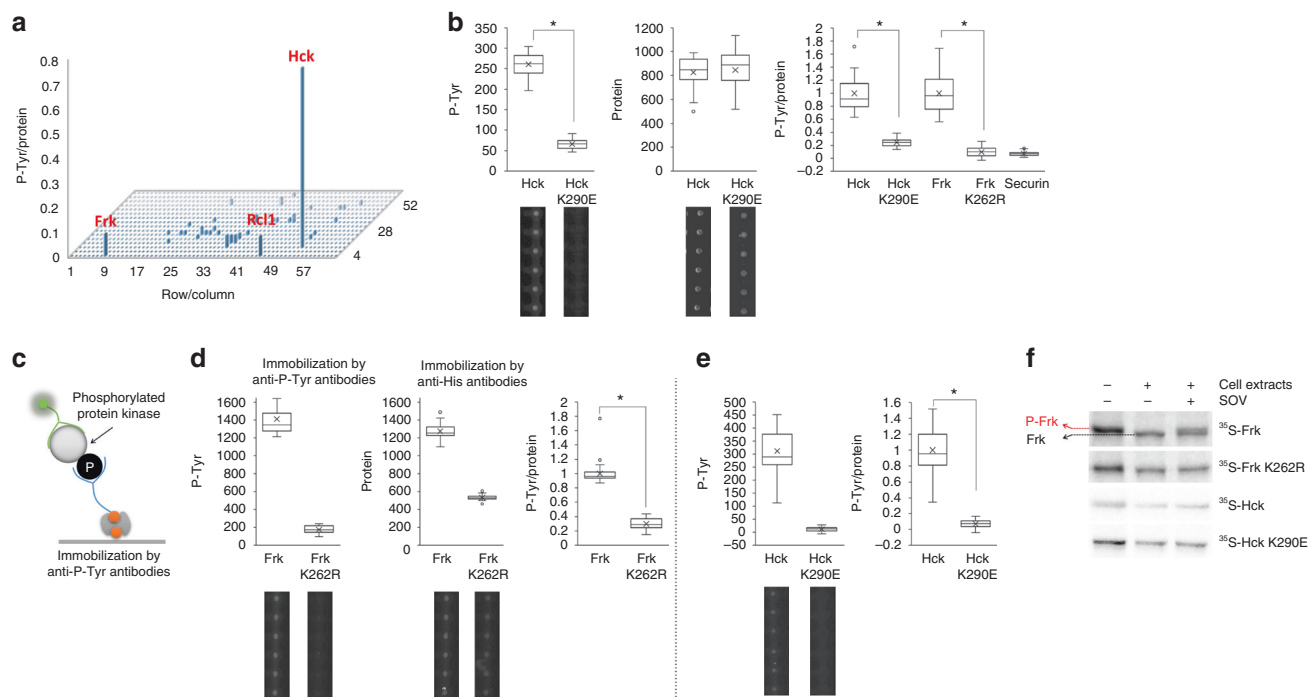 a
0.8
0.7
0.6
0.5
0.4
0.3
0.2
0.1
0
P-Tyr/protein
Hck
Frk
Rcl1
52
28
4
1 9 17 25 33 41 49 57
Row/column
b
350
300
250
200
150
100
50
0
P-Tyr
*
Hck Hck
K290E
1200
1000
800
600
400
200
0
Protein
Hck Hck
K290E
2
1.8
1.6
1.4
1.2
1
0.8
0.6
0.4
0.2
0
−0.2
P-Tyr/protein
* *
Hck Hck Frk Frk Securin
K290E K262R
c
Phosphorylated
protein kinase
P
Immobilization by
anti-P-Tyr antibodies
d
Immobilization by
anti-P-Tyr antibodies
1600
1400
1200
1000
800
600
400
200
0
P-Tyr
Frk Frk
K262R
Immobilization by
anti-His antibodies
1600
1400
1200
1000
800
600
400
200
0
Protein
Frk Frk
K262R
2
1.8
1.6
1.4
1.2
1
0.8
0.6
0.4
0.2
0
P-Tyr/protein
*
Frk Frk
K262R
e
500
450
400
350
300
250
200
150
100
50
0
−50
P-Tyr
Hck Hck
K290E
1.6
1.4
1.2
1
0.8
0.6
0.4
0.2
0
−0.2
P-Tyr/protein
*
Hck Hck
K290E
f
− + + Cell extracts
− − + SOV
P-Frk
Frk
³⁵S-Frk
³⁵S-Frk K262R
³⁵S-Hck
³⁵S-Hck K290E